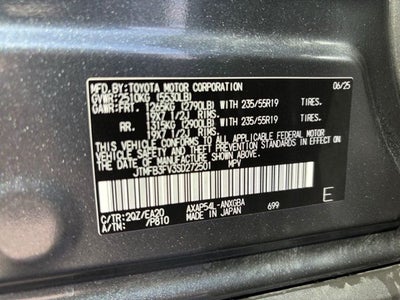 MFD.BY: TOYOTA MOTOR CORPORATION 06/25
GVWR:2510KG (5530LB)
GAWR:FRT. 1265KG (2790LB) WITH 235/55R19 TIRES,
19X7 1/2J RIMS,
RR. 1315KG (2900LB) WITH 235/55R19 TIRES,
19X7 1/2J RIMS,
THIS VEHICLE CONFORMS TO ALL APPLICABLE FEDERAL MOTOR
VEHICLE SAFETY AND THEFT PREVENTION STANDARDS IN EFFECT
ON THE DATE OF MANUFACTURE SHOWN ABOVE.
JTMFB3FV3SD272501 MPV
C/TR:2QZ/EA20 AXAP54L-ANXGBA
A/TM: 7P810 MADE IN JAPAN 699
E